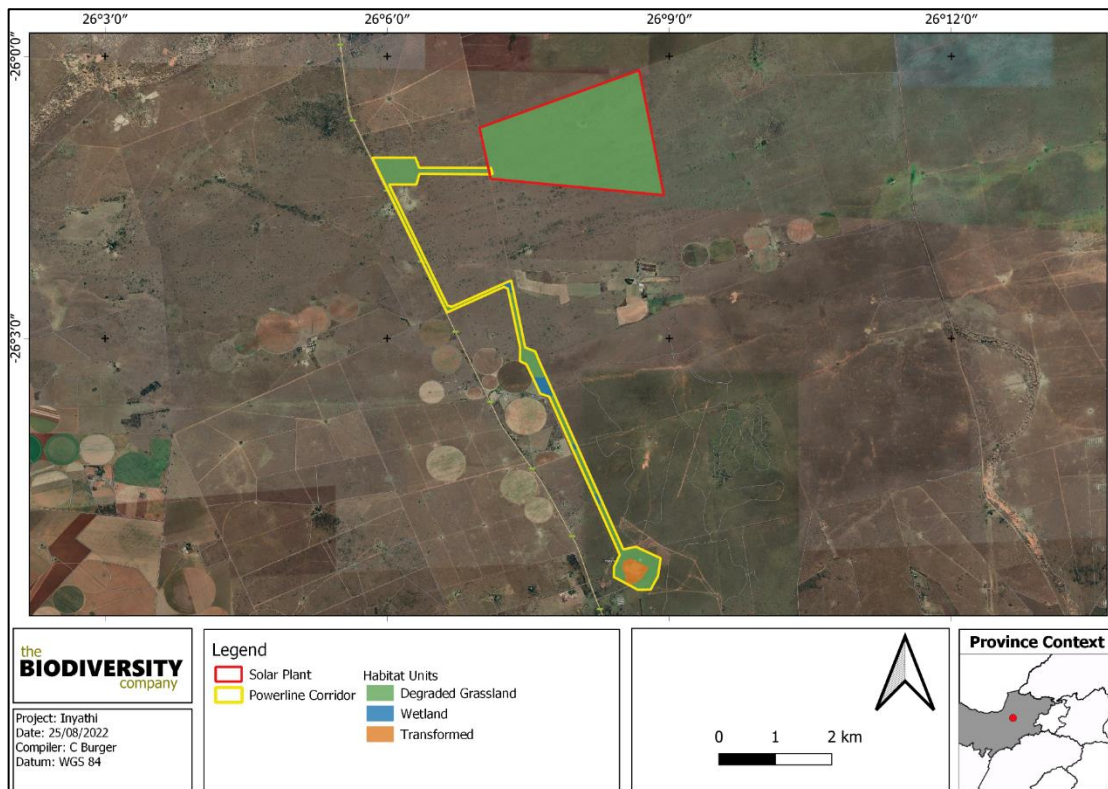 26°3'0" 26°6'0" 26°9'0" 26°12'0"
-26°0'0"
-26°3'0"
the
BIODIVERSITY
company
Project: Inyathi
Date: 25/08/2022
Compiler: C Burger
Datum: WGS 84
Legend
Solar Plant
Powerline Corridor
Habitat Units
Degraded Grassland
Wetland
Transformed
0 1 2 km
Province Context